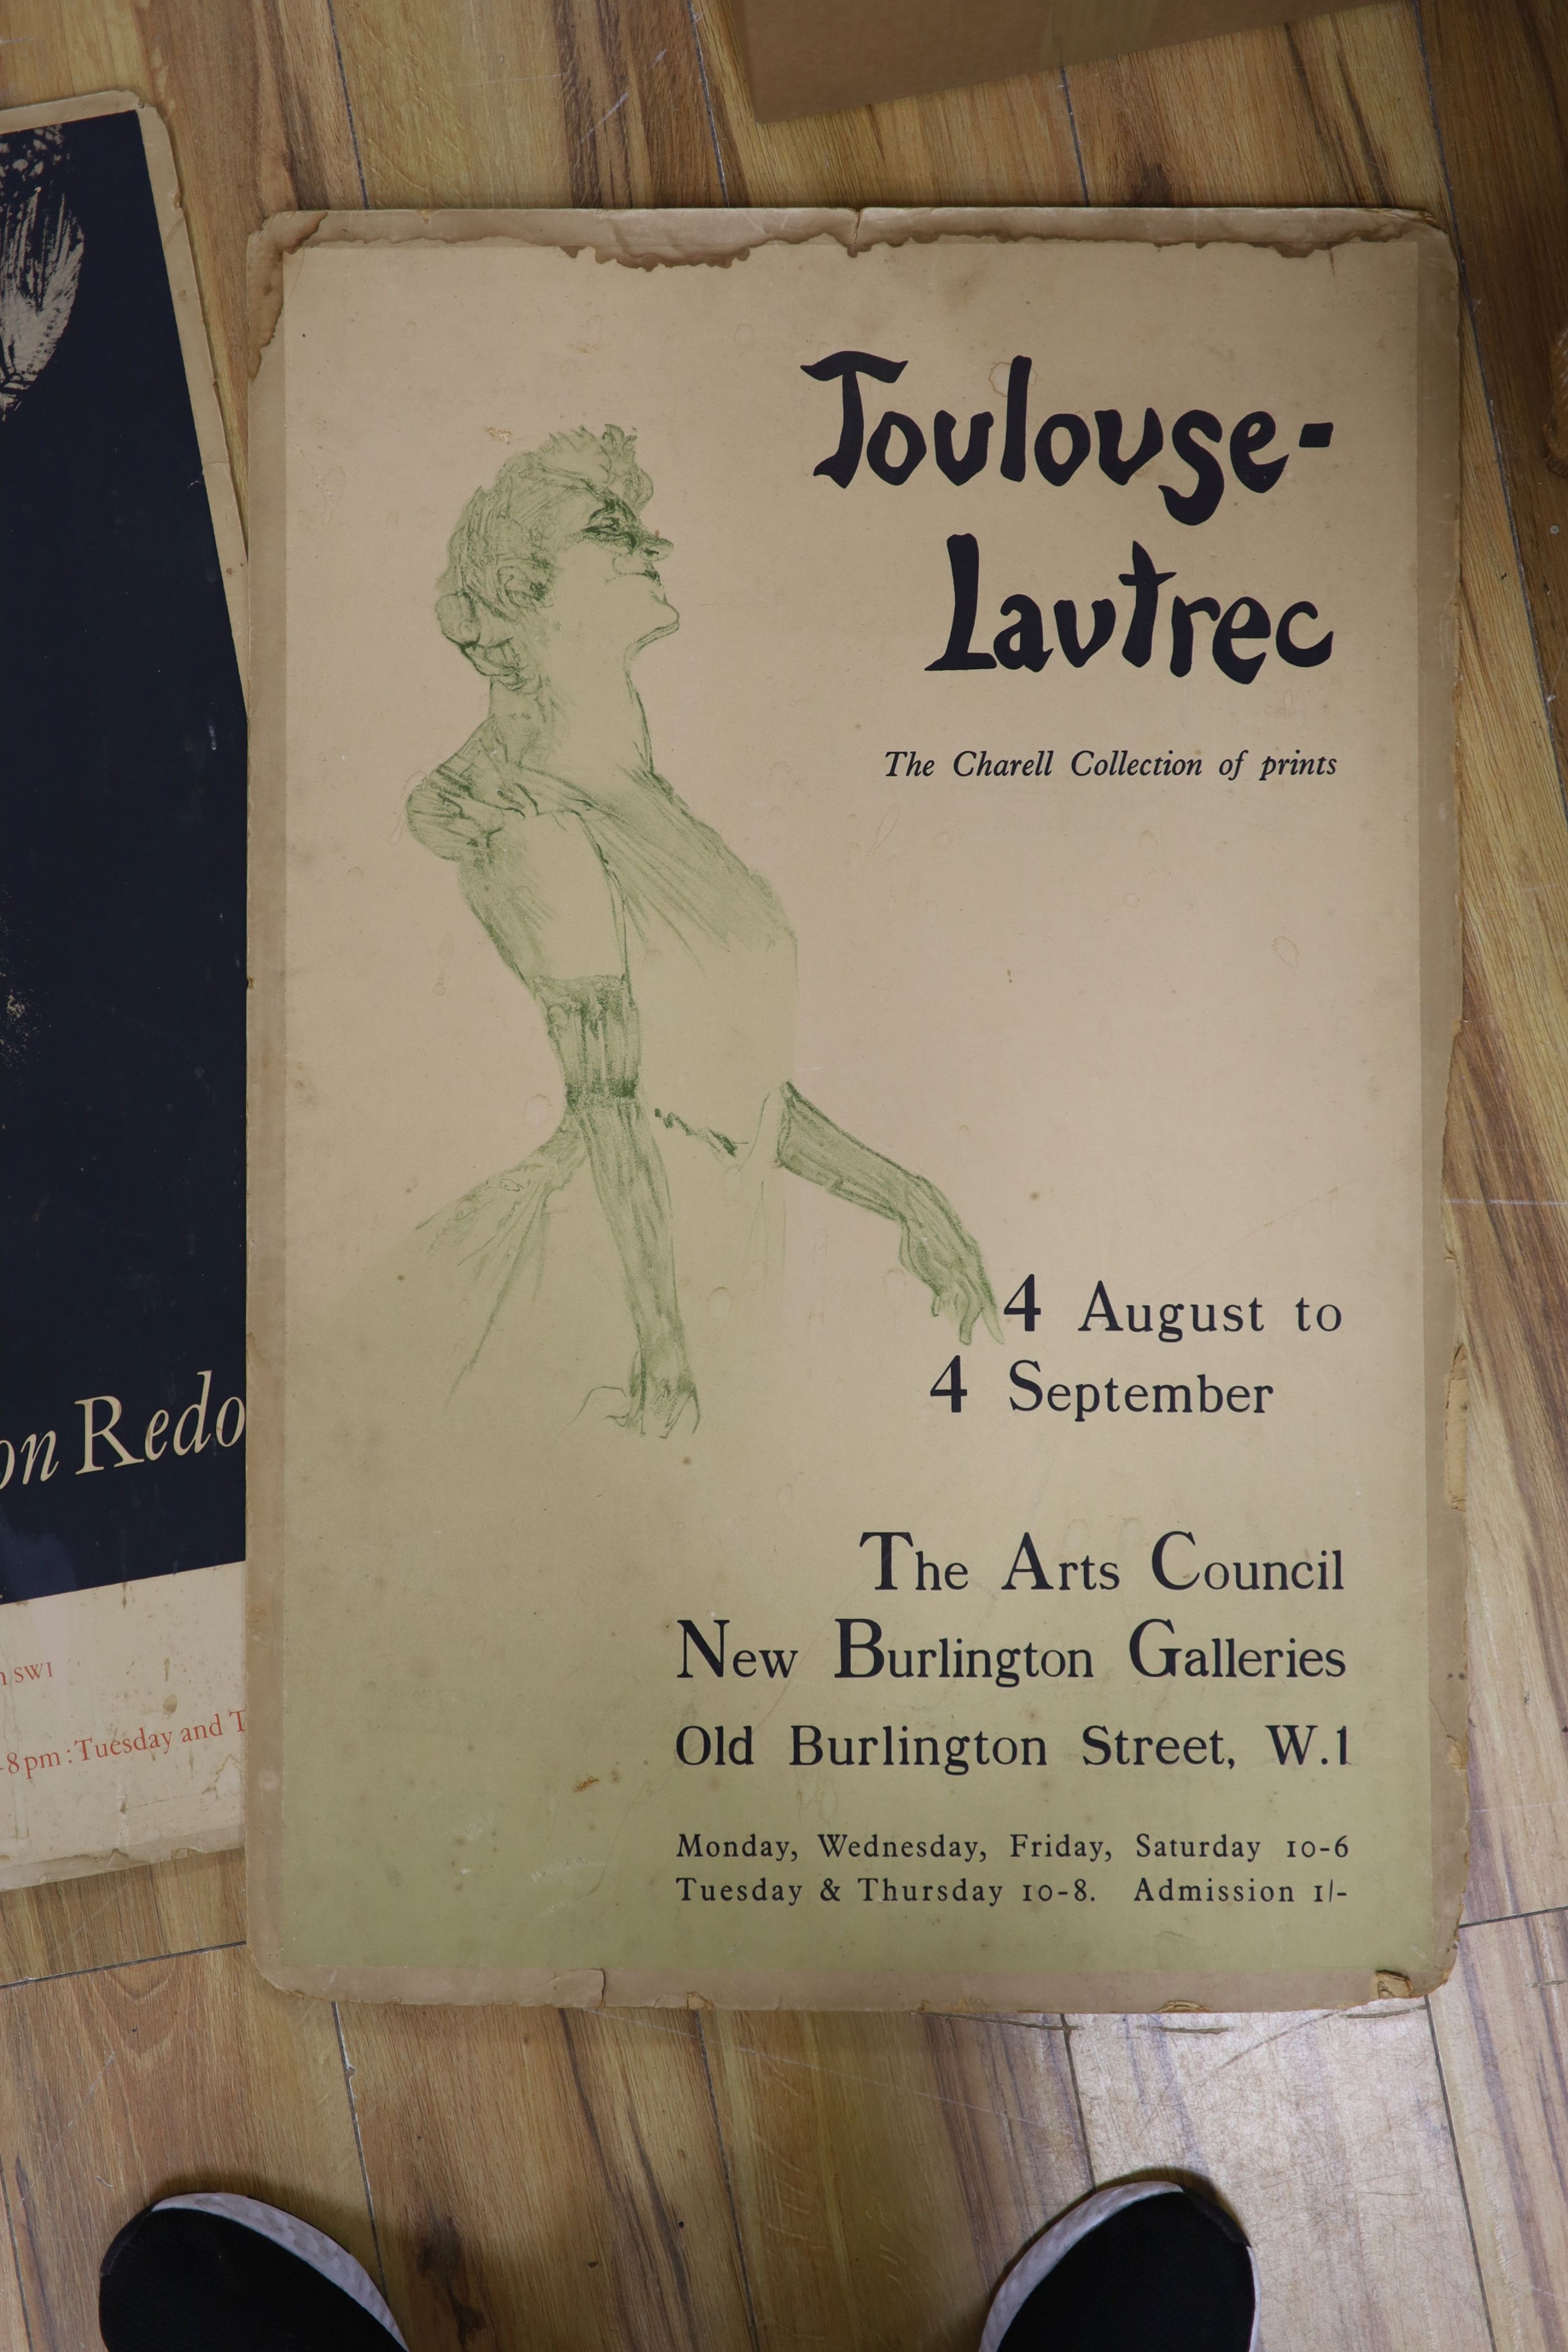 Toulouse-
Lautrec
The Charell Collection of prints
4 August to
4 September
The Arts Council
New Burlington Galleries
Old Burlington Street, W.1
Monday, Wednesday, Friday, Saturday 10-6
Tuesday & Thursday 10-8. Admission 1/-
on Redo
SW1
-8pm: Tuesday and T